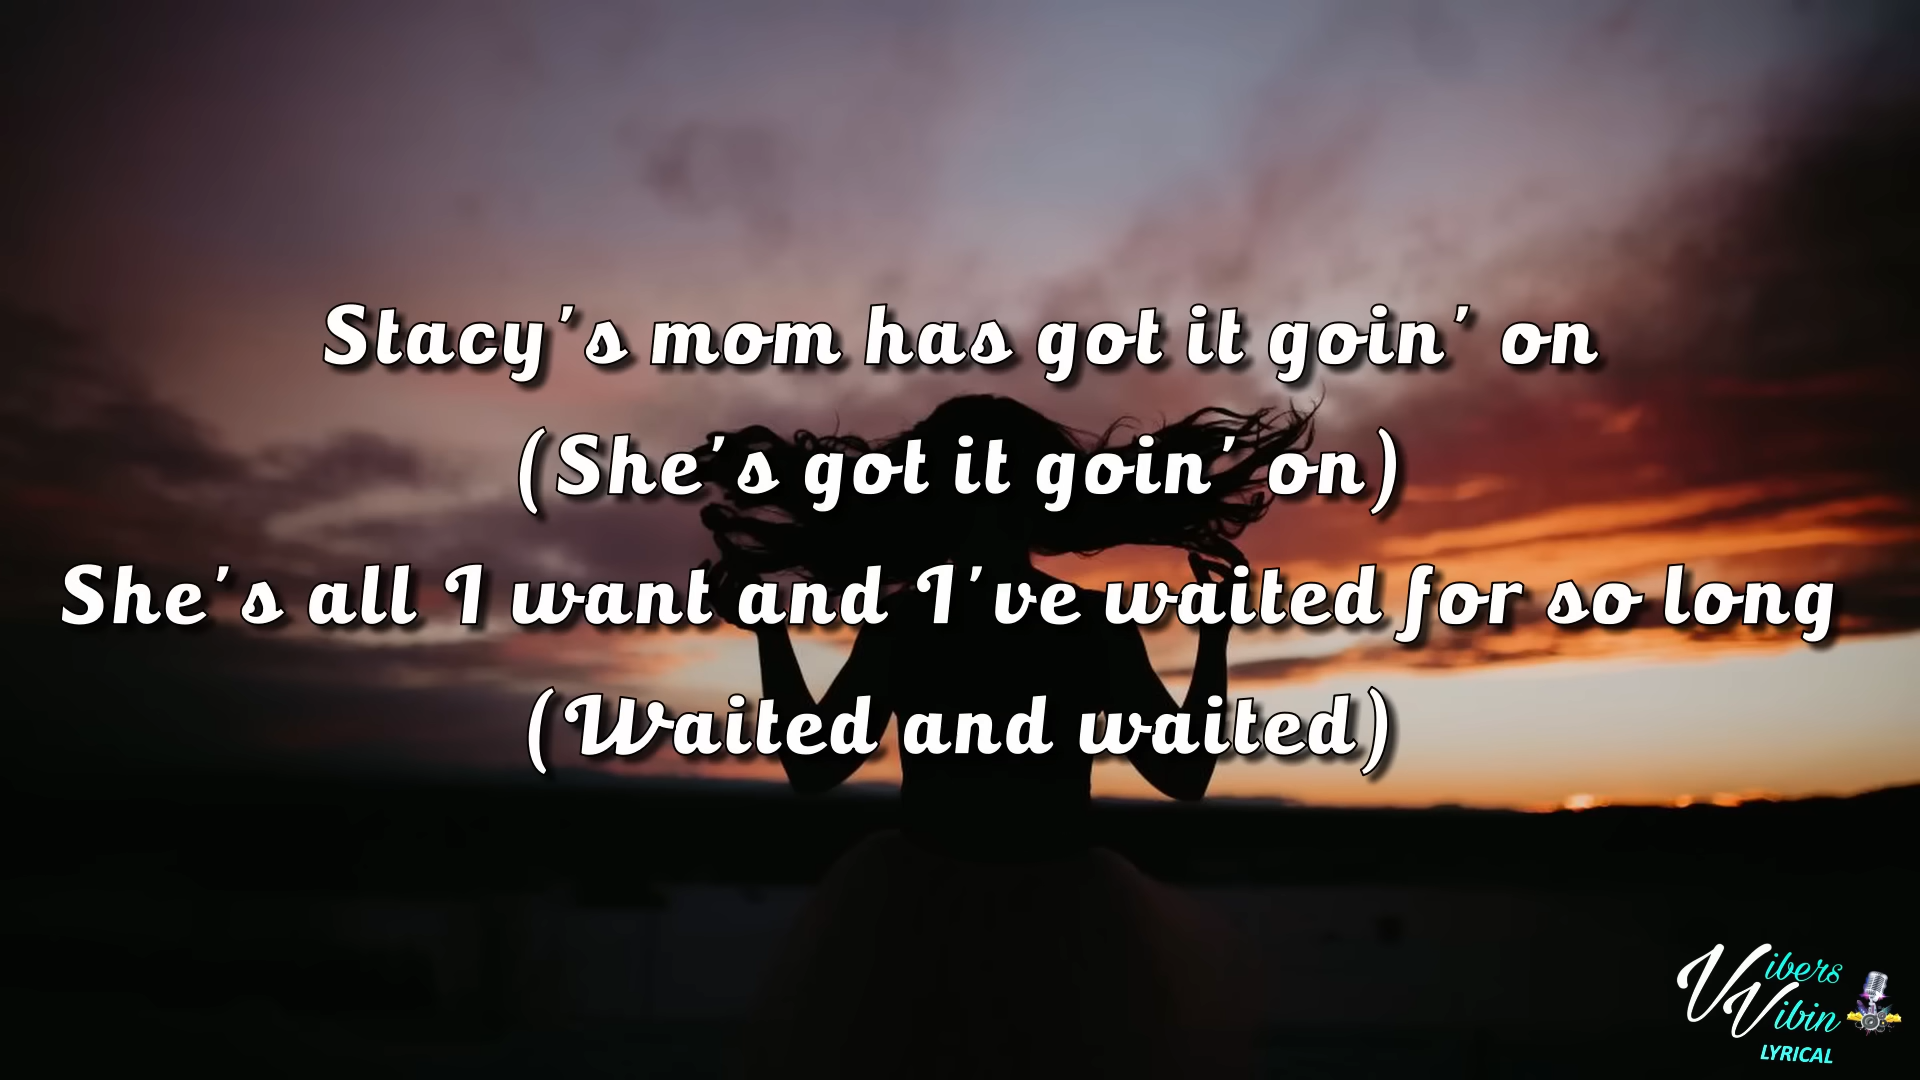 Stacy's mom has got it goin' on
(She's got it goin' on)
She's all I want and I've waited for so long
(Waited and waited)
Vibers
Vibin
LYRICAL